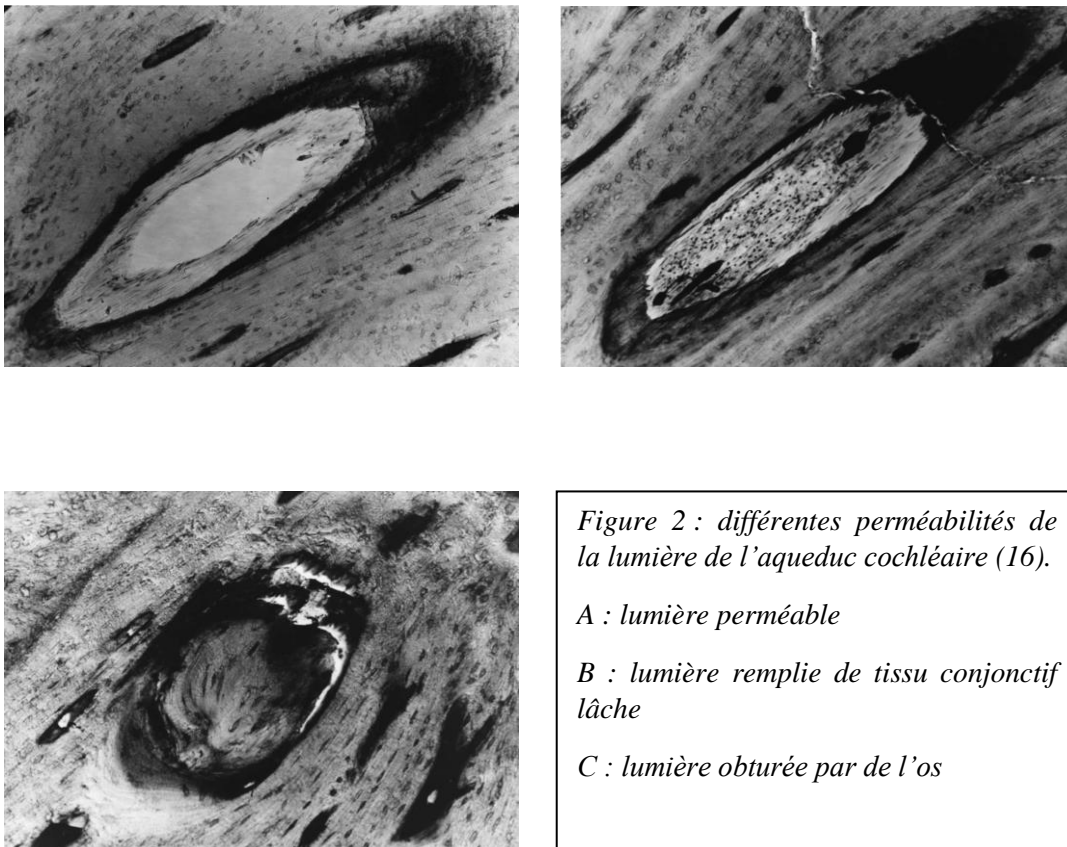 Figure 2 : différentes perméabilités de
la lumière de l'aqueduc cochléaire (16).
A : lumière perméable
B : lumière remplie de tissu conjonctif
lâche
C : lumière obturée par de l'os